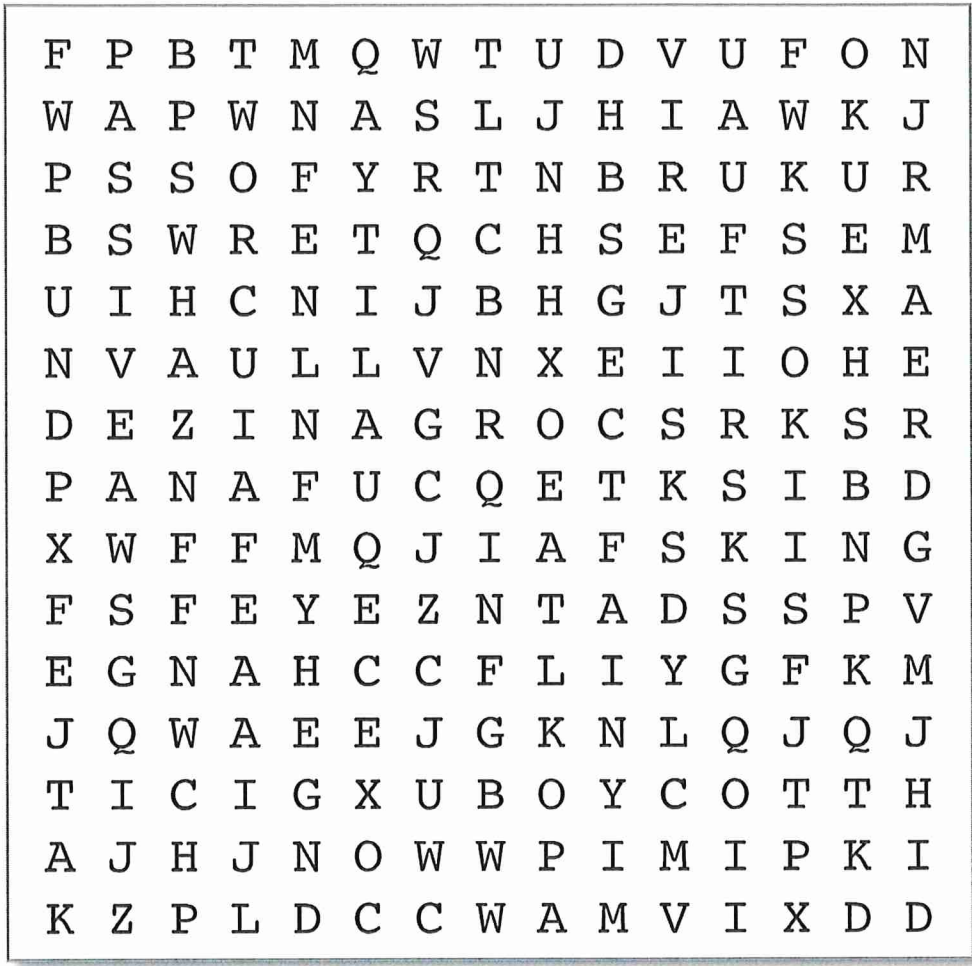 F P B T M Q W T U D V U F O N
W A P W N A S L J H I A W K J
P S S O F Y R T N B R U K U R
B S W R E T Q C H S E F S E M
U I H C N I J B H G J T S X A
N V A U L L V N X E I I O H E
D E Z I N A G R O C S R K S R
P A N A F U C Q E T K S I B D
X W F F M Q J I A F S K I N G
F S F E Y E Z N T A D S S P V
E G N A H C C F L I Y G F K M
J Q W A E E J G K N L Q J Q J
T I C I G X U B O Y C O T T H
A J H J N O W W P I M I P K I
K Z P L D C C W A M V I X D D